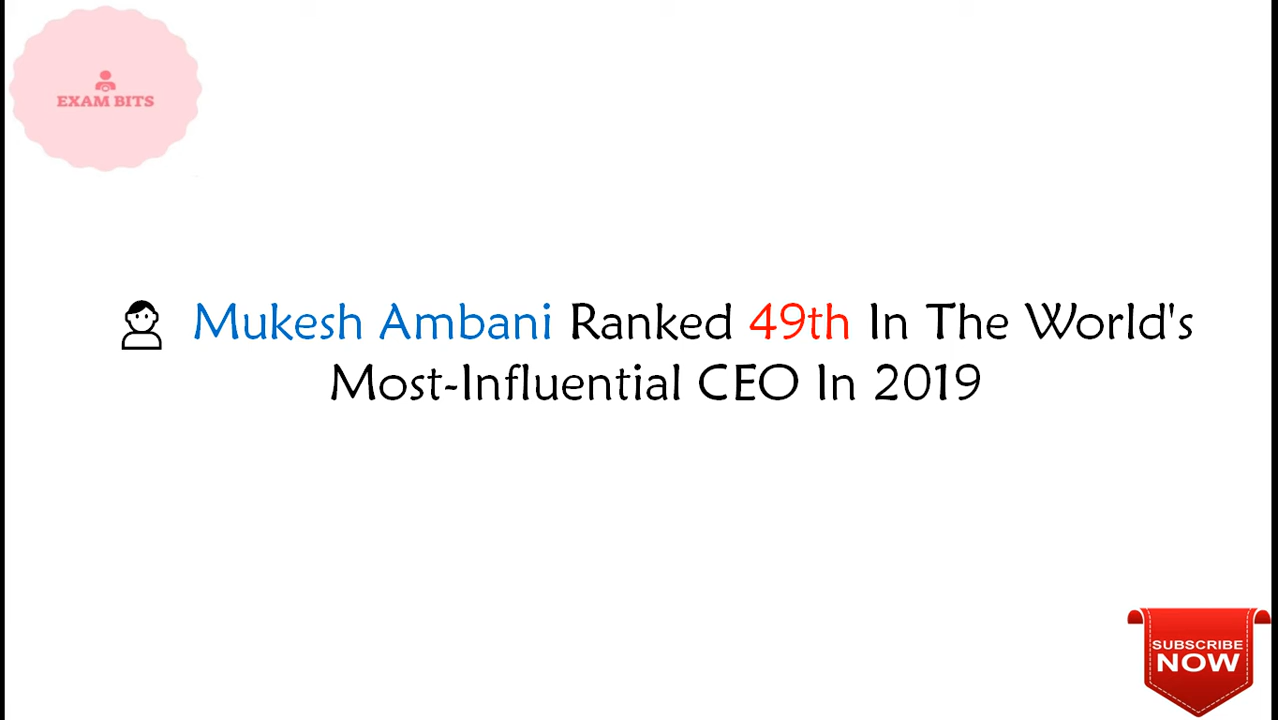 EXAM BITS
Mukesh Ambani Ranked 49th In The World's
Most-Influential CEO In 2019
SUBSCRIBE
NOW